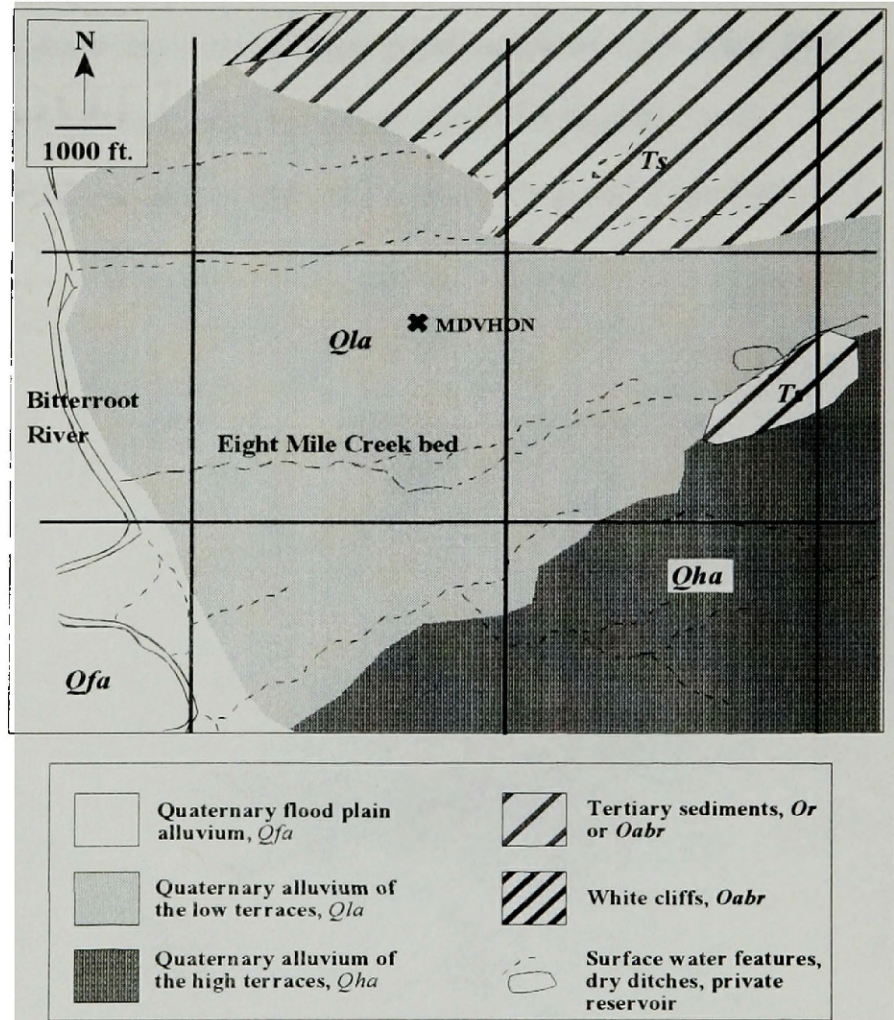 N
1000 ft.
Ts
Qla
MDVHON
Bitterroot
River
Ts
Eight Mile Creek bed
Qha
Qfa
Quaternary flood plain
alluvium, Qfa
Quaternary alluvium of
the low terraces, Qla
Quaternary alluvium of
the high terraces, Qha
Tertiary sediments, Or
or Oabr
White cliffs, Oabr
Surface water features,
dry ditches, private
reservoir